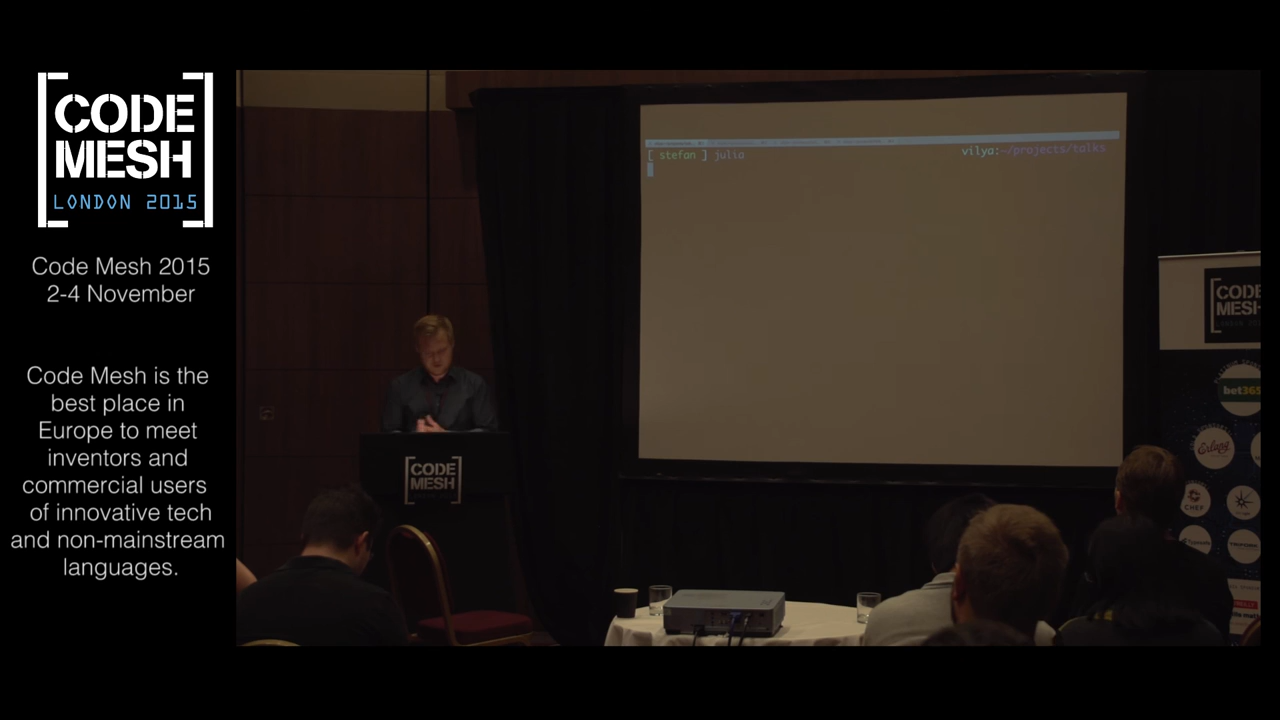 CODE
MESH
LONDON 2015
Code Mesh 2015
2-4 November
Code Mesh is the
best place in
Europe to meet
inventors and
commercial users
of innovative tech
and non-mainstream
languages.
[ stefan ] julia
vilya:~/projects/talks
CODE
MESH
CODE
MESH
bet365
Erlang
CHEF